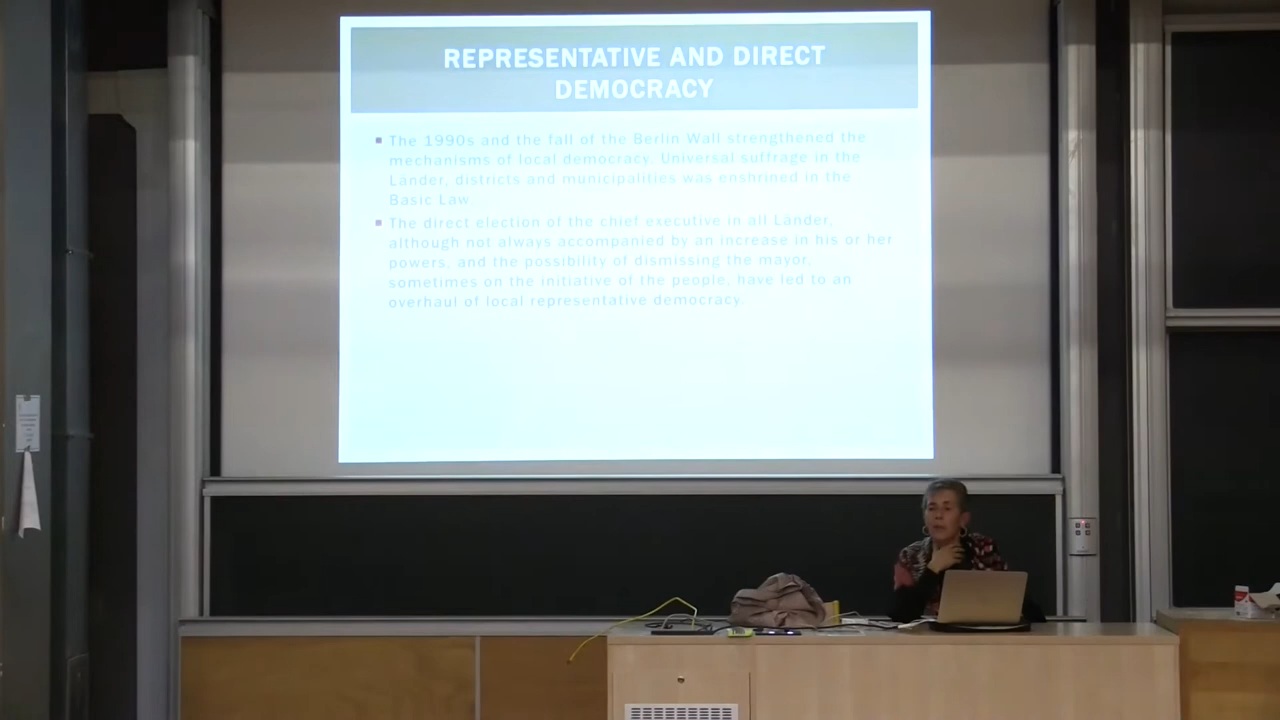 REPRESENTATIVE AND DIRECT
DEMOCRACY
The 1990s and the fall of the Berlin Wall strengthened the
mechanisms of local democracy. Universal suffrage in the
Länder, districts and municipalities was enshrined in the
Basic Law.
The direct election of the chief executive in all Länder,
although not always accompanied by an increase in his or her
powers, and the possibility of dismissing the mayor,
sometimes on the initiative of the people, have led to an
overhaul of local representative democracy.